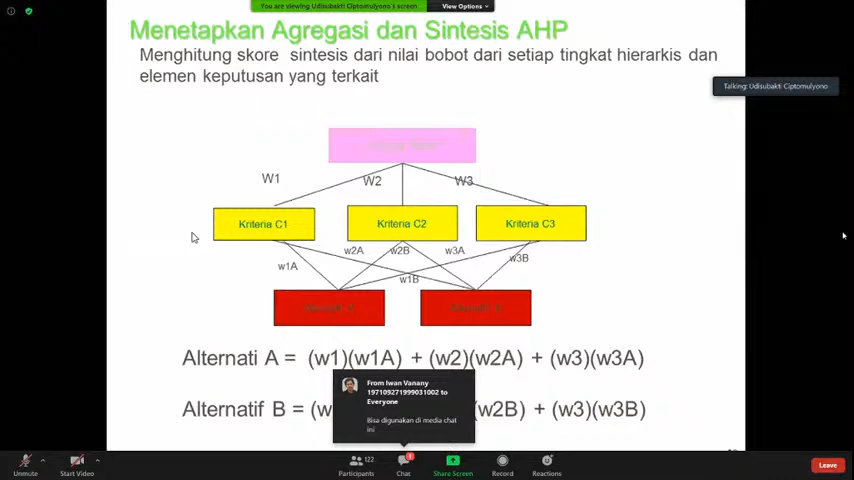 You are viewing Udisubakti Ciptomulyono's screen
View Options
Menetapkan Agregasi dan Sintesis AHP
Menghitung skore sintesis dari nilai bobot dari setiap tingkat hierarkis dan
elemen keputusan yang terkait
Talking: Udisubakti Ciptomulyono
W1
W2
W3
Kriteria C1
Kriteria C2
Kriteria C3
w1A
w2A
w2B
w3A
w3B
w1B
Alternati A = (w1)(w1A) + (w2)(w2A) + (w3)(w3A)
Alternatif B = (w
(w2B) + (w3)(w3B)
From Iwan Vanany
197109271999031002 to
Everyone
Bisa digunakan di media chat
ini
Unmute
Start Video
122
Participants
1
Chat
Share Screen
Record
Reactions
Leave